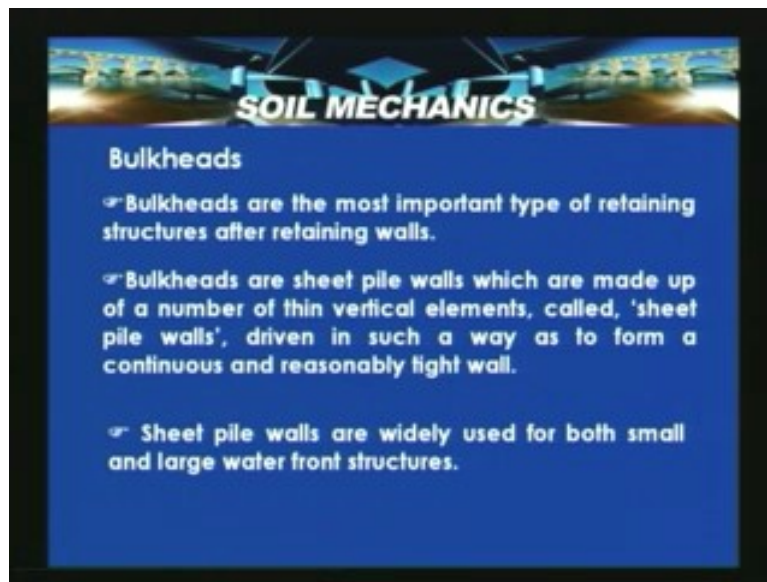 SOIL MECHANICS
Bulkheads
☞Bulkheads are the most important type of retaining
structures after retaining walls.
☞Bulkheads are sheet pile walls which are made up
of a number of thin vertical elements, called, 'sheet
pile walls', driven in such a way as to form a
continuous and reasonably tight wall.
☞ Sheet pile walls are widely used for both small
and large water front structures.